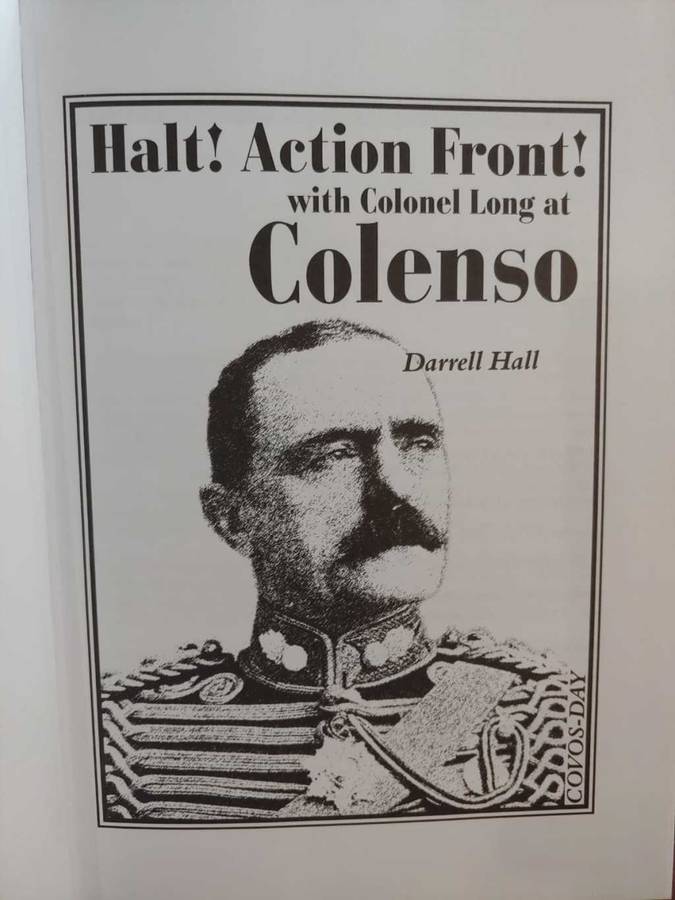 Halt! Action Front!
with Colonel Long at
Colenso
Darrell Hall
COVOS-DAY